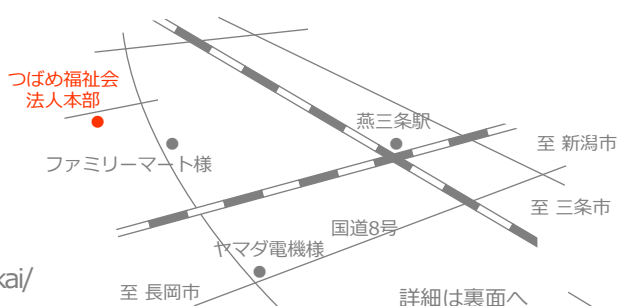 つばめ福祉会
法人本部
燕三条駅
至 新潟市
ファミリーマート様
至 三条市
国道8号
ヤマダ電機様
kai/
至 長岡市
詳細は裏面へ